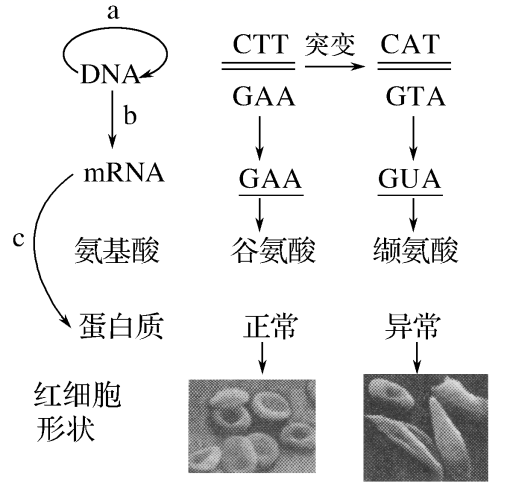 a
CTT 突变 CAT
DNA
GAA GTA
b
mRNA GAA GUA
c
氨基酸 谷氨酸 缬氨酸
蛋白质 正常 异常
红细胞
形状